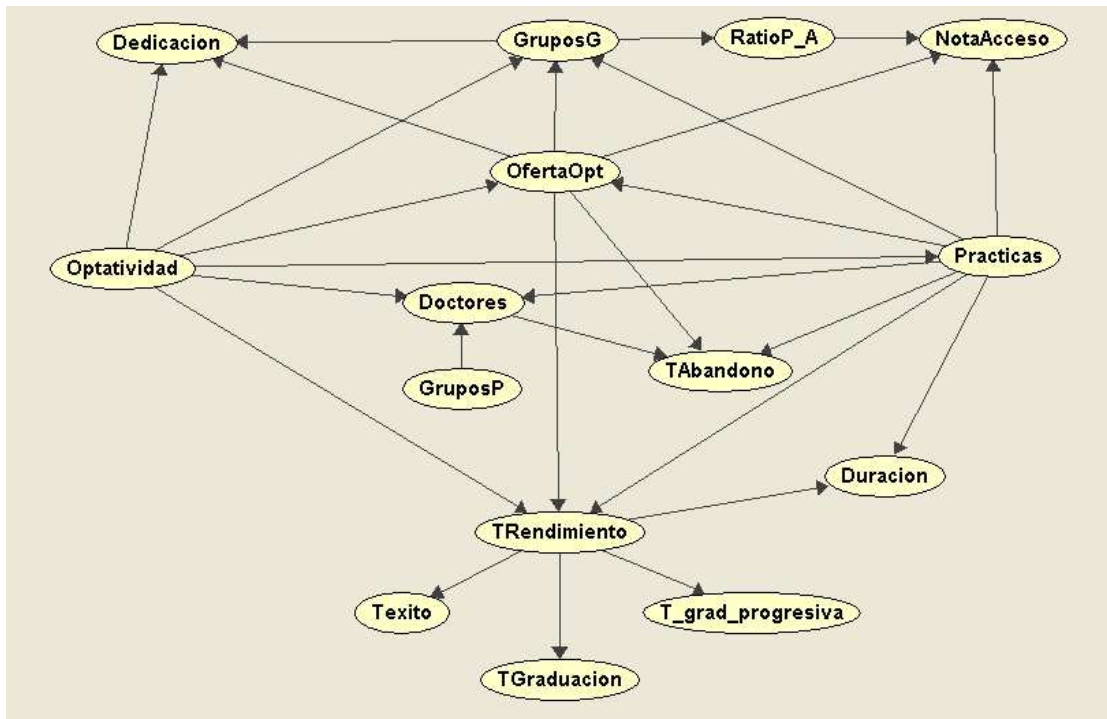 Dedicacion
GruposG
RatioP_A
NotaAcceso
OfertaOpt
Optatividad
Practicas
Doctores
TAbandono
GruposP
Duracion
TRendimiento
Texito
T_grad_progresiva
TGraduacion